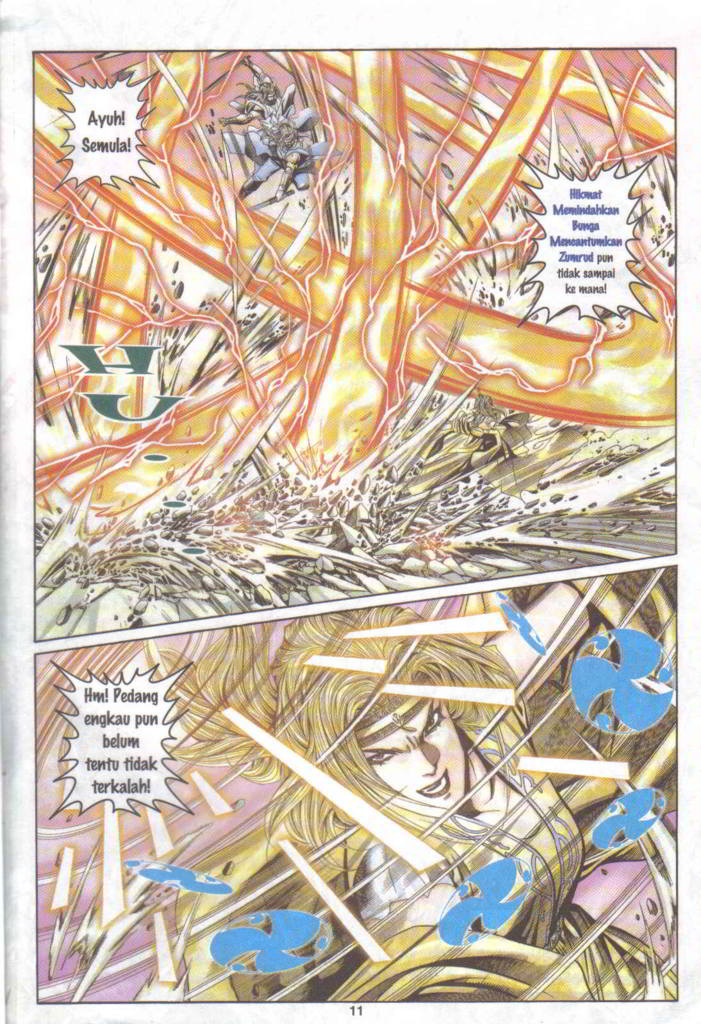 Ayuh!
Semula!
Hikmat
Memindahkan
Bunga
Mencantumkan
Zumrud pun
tidak sampai
ke mana!
HU
Hm! Pedang
engkau pun
belum
tentu tidak
terkalah!
11